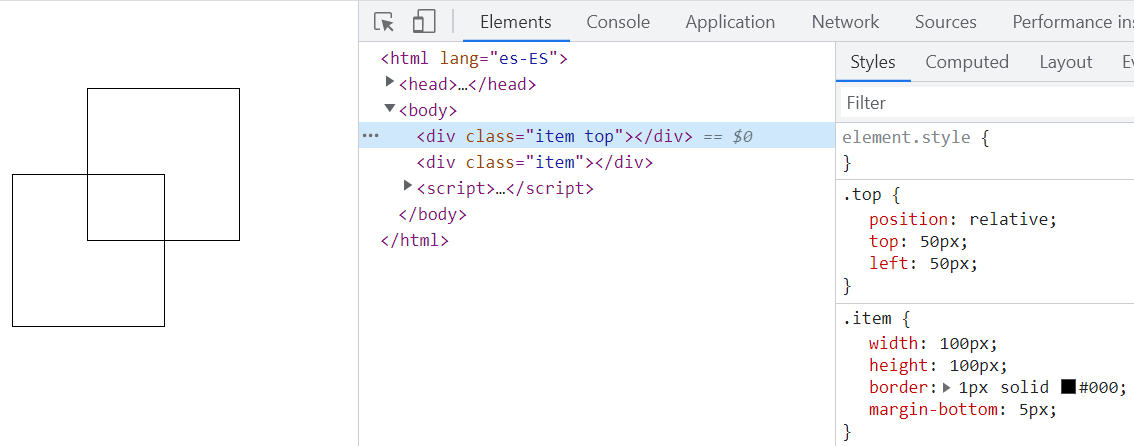 Elements Console Application Network Sources Performance ins
<html lang="es-ES">
<head>…</head>
<body>
<div class="item top"></div> == $0
<div class="item"></div>
<script>…</script>
</body>
</html>
Styles Computed Layout Ev
Filter
element.style {
}
.top {
position: relative;
top: 50px;
left: 50px;
}
.item {
width: 100px;
height: 100px;
border: 1px solid #000;
margin-bottom: 5px;
}